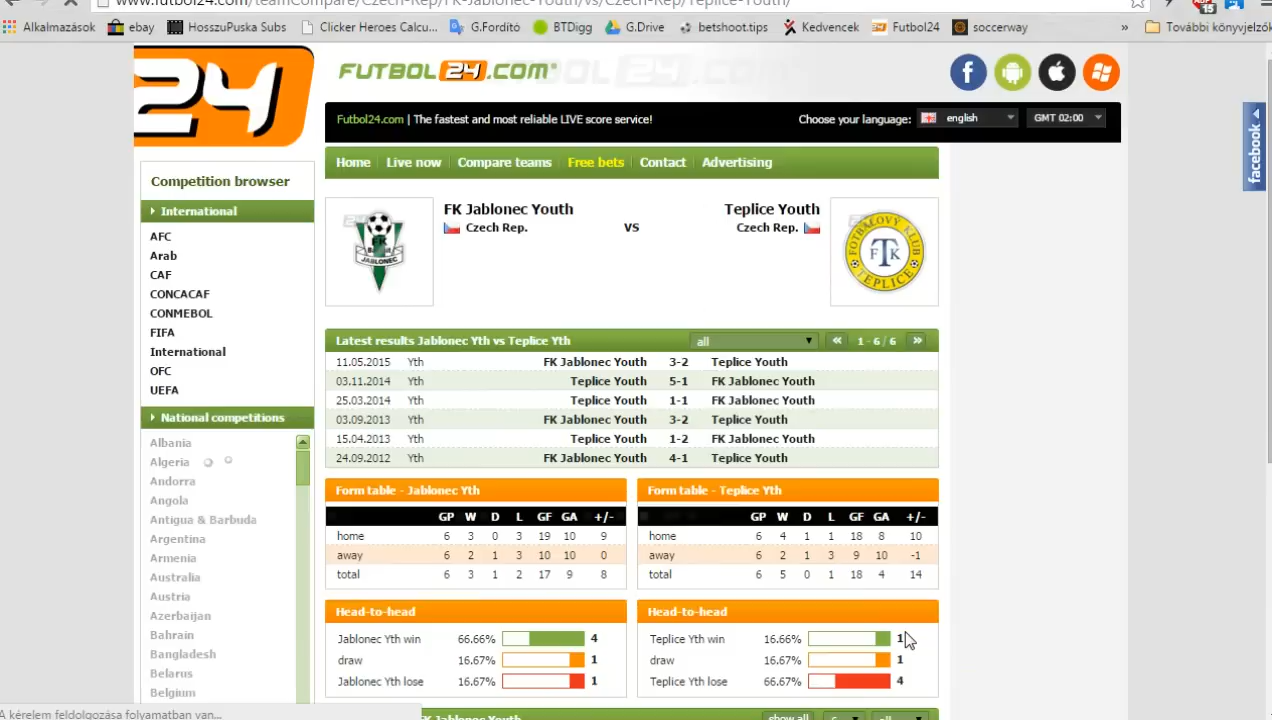 www.futbol24.com/teamCompare/Czech-Rep/FK-Jablonec-Youth/vs/Czech-Rep/Teplice-Youth/
Alkalmazások ebay HosszuPuska Subs Clicker Heroes Calcu... G.Fordító BTDigg G.Drive betshoot.tips Kedvencek Futbol24 soccerway » További könyvjelzők
24 FUTBOL24.COM
Futbol24.com | The fastest and most reliable LIVE score service! Choose your language: english GMT 02:00
facebook
Home Live now Compare teams Free bets Contact Advertising
Competition browser
International
AFC
Arab
CAF
CONCACAF
CONMEBOL
FIFA
International
OFC
UEFA
National competitions
Albania
Algeria
Andorra
Angola
Antigua & Barbuda
Argentina
Armenia
Australia
Austria
Azerbaijan
Bahrain
Bangladesh
Belarus
Belgium
FK Jablonec Youth Teplice Youth
Czech Rep. VS Czech Rep.
FK JABLONEC
FOTBALOVÝ KLUB FTK TEPLICE
Latest results Jablonec Yth vs Teplice Yth all « 1 - 6 / 6 »
11.05.2015 Yth FK Jablonec Youth 3-2 Teplice Youth
03.11.2014 Yth Teplice Youth 5-1 FK Jablonec Youth
25.03.2014 Yth Teplice Youth 1-1 FK Jablonec Youth
03.09.2013 Yth FK Jablonec Youth 3-2 Teplice Youth
15.04.2013 Yth Teplice Youth 1-2 FK Jablonec Youth
24.09.2012 Yth FK Jablonec Youth 4-1 Teplice Youth
Form table - Jablonec Yth
GP W D L GF GA +/-
home 6 3 0 3 19 10 9
away 6 2 1 3 10 10 0
total 6 3 1 2 17 9 8
Form table - Teplice Yth
GP W D L GF GA +/-
home 6 4 1 1 18 8 10
away 6 2 1 3 9 10 -1
total 6 5 0 1 18 4 14
Head-to-head
Jablonec Yth win 66.66% 4
draw 16.67% 1
Jablonec Yth lose 16.67% 1
Head-to-head
Teplice Yth win 16.66% 1
draw 16.67% 1
Teplice Yth lose 66.67% 4
FK Jablonec Youth show all 6 all
A kérelem feldolgozása folyamatban van...